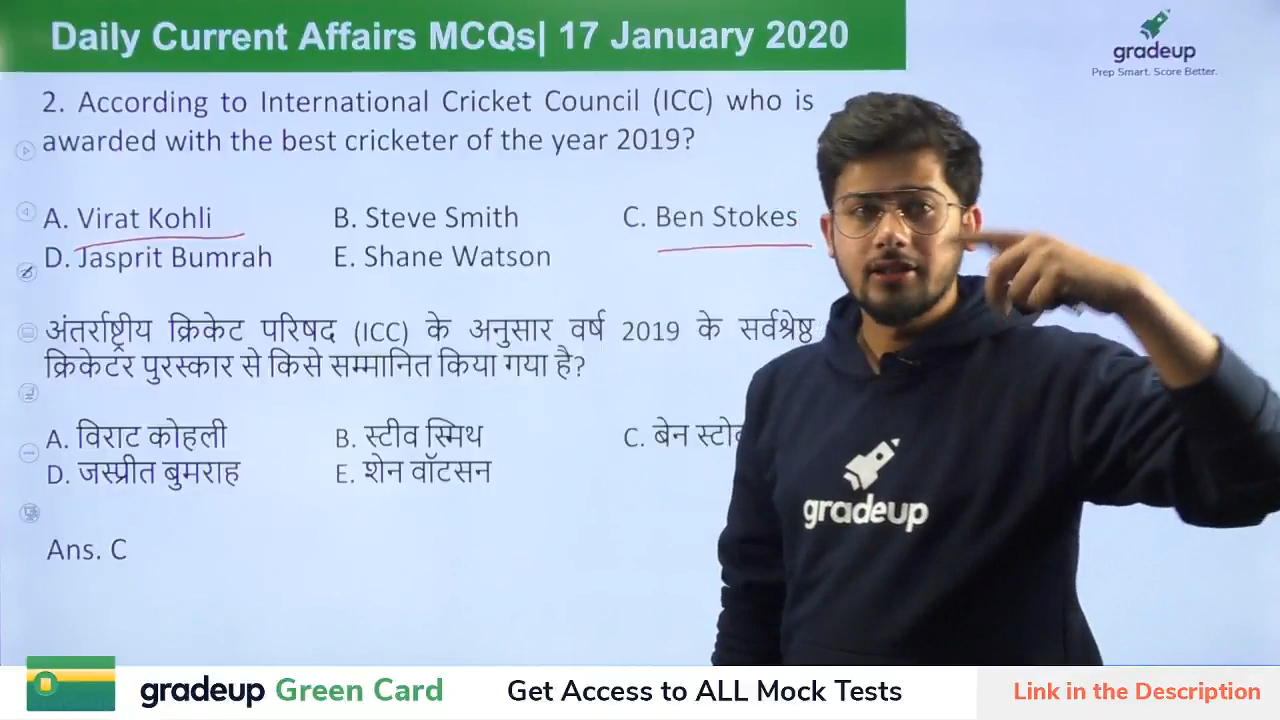 Daily Current Affairs MCQs| 17 January 2020
gradeup
Prep Smart. Score Better.
2. According to International Cricket Council (ICC) who is
awarded with the best cricketer of the year 2019?
A. Virat Kohli B. Steve Smith C. Ben Stokes
D. Jasprit Bumrah E. Shane Watson
अंतर्राष्ट्रीय क्रिकेट परिषद (ICC) के अनुसार वर्ष 2019 के सर्वश्रेष्ठ
क्रिकेटर पुरस्कार से किसे सम्मानित किया गया है?
A. विराट कोहली B. स्टीव स्मिथ C. बेन
D. जस्प्रीत बुमराह E. शेन वॉटसन
Ans. C
gradeup
gradeup Green Card Get Access to ALL Mock Tests Link in the Description